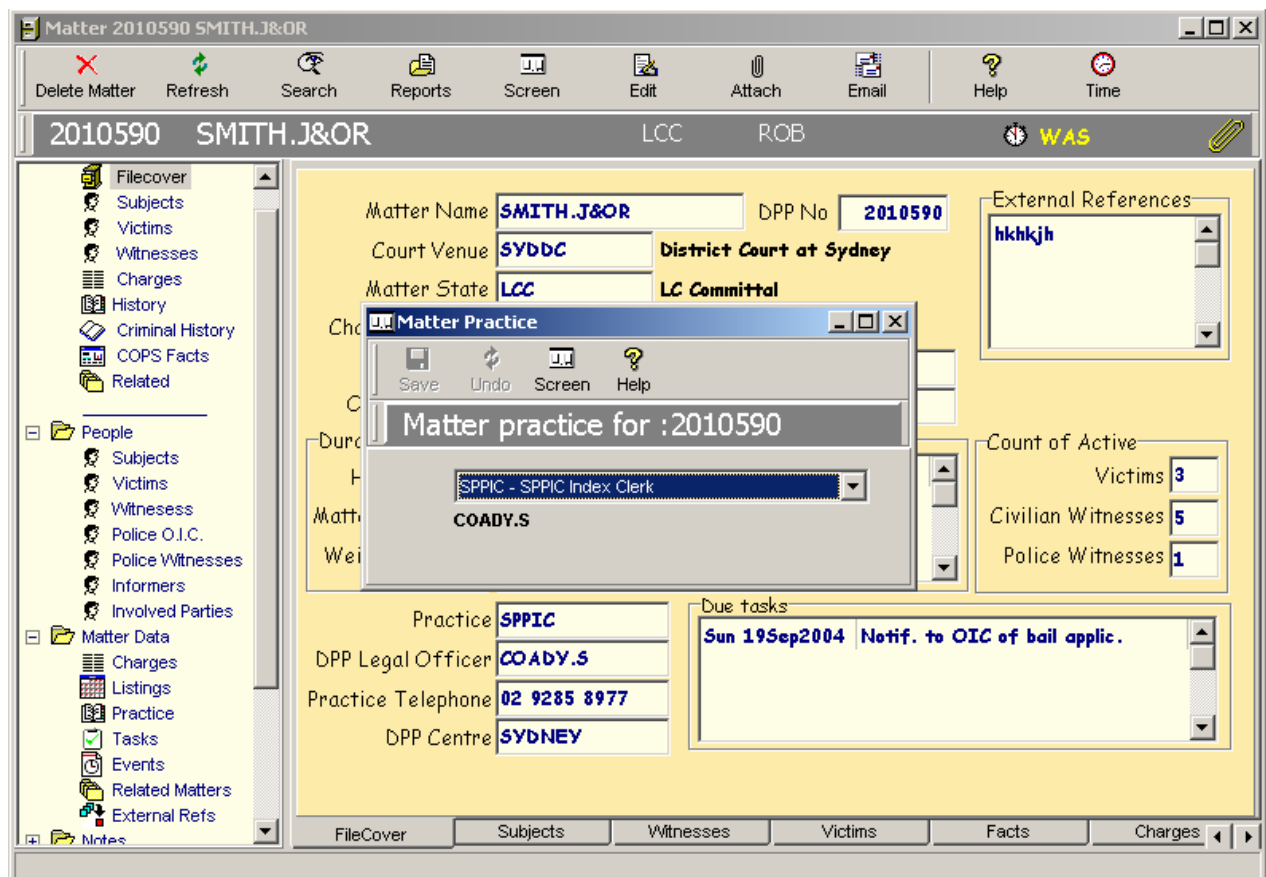 Matter 2010590 SMITH.J&OR
Delete Matter Refresh Search Reports Screen Edit Attach Email Help Time
2010590 SMITH.J&OR LCC ROB WAS
Filecover
Subjects
Victims
Witnesses
Charges
History
Criminal History
COPS Facts
Related
People
Subjects
Victims
Witnesess
Police O.I.C.
Police Witnesses
Informers
Involved Parties
Matter Data
Charges
Listings
Practice
Tasks
Events
Related Matters
External Refs
Notes
Matter Name SMITH.J&OR DPP No 2010590
Court Venue SYDDC District Court at Sydney
Matter State LCC LC Committal
External References
hkhkjh
Matter Practice
Save Undo Screen Help
Matter practice for :2010590
SPPIC - SPPIC Index Clerk
COADY.S
Count of Active
Victims 3
Civilian Witnesses 5
Police Witnesses 1
Practice SPPIC
DPP Legal Officer COADY.S
Practice Telephone 02 9285 8977
DPP Centre SYDNEY
Due tasks
Sun 19Sep2004 Notif. to OIC of bail applic.
FileCover Subjects Witnesses Victims Facts Charges